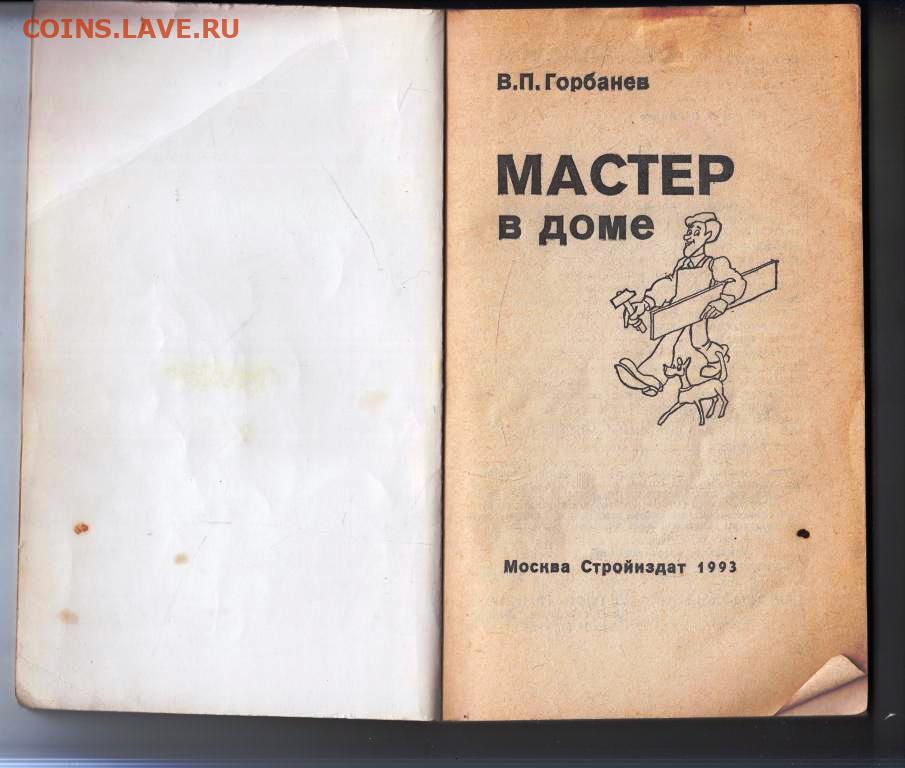 COINS.LAVE.RU
В.П.Горбанев
МАСТЕР
в доме
Москва Стройиздат 1993